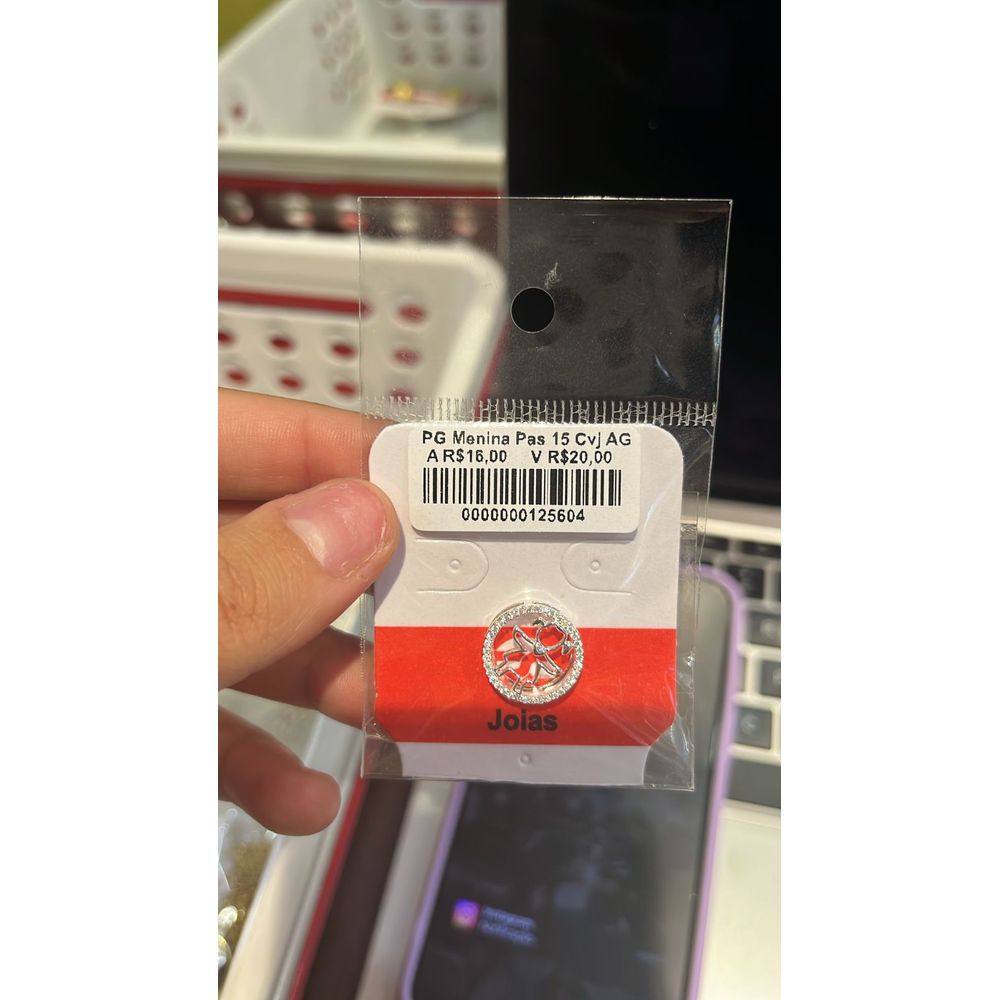 PG Menina Pas 15 Cvj AG
A R$16,00 V R$20,00
0000000125604
Joias